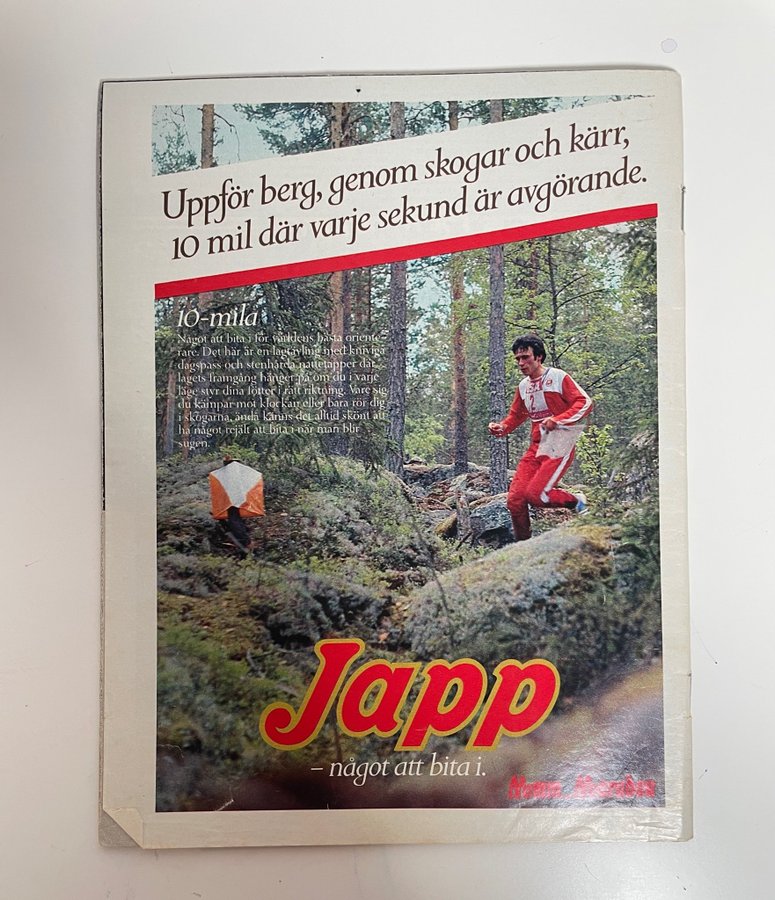 Uppför berg, genom skogar och kärr,
10 mil där varje sekund är avgörande.
10-mila
Något att bita i för världens bästa oriente-
rare. Det här är en lagtävling med kniviga
dagspass och stenhårda nattetapper där
lagets framgång hänger på om du i varje
läge styr dina fötter i rätt riktning. Vare sig
du kämpar mot klockan eller bara rör dig
i skogarna, ändå känns det alltid skönt att
ha något rejält att bita i när man blir
sugen.
Japp
– något att bita i.